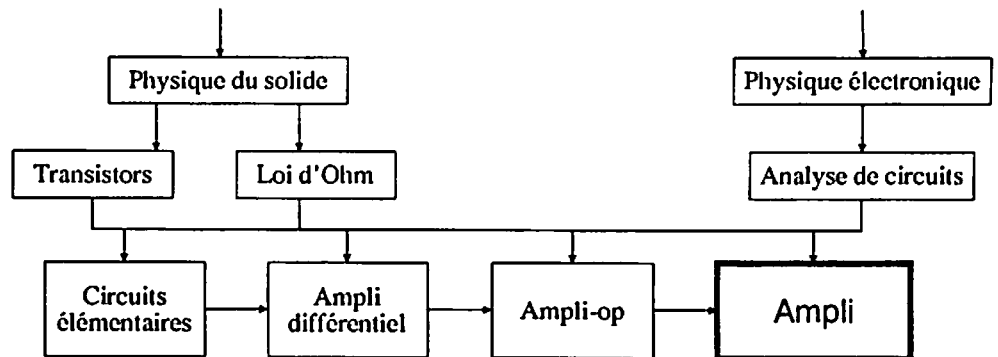 Physique du solide
Physique électronique
Transistors
Loi d'Ohm
Analyse de circuits
Circuits
élémentaires
Ampli
différentiel
Ampli-op
Ampli